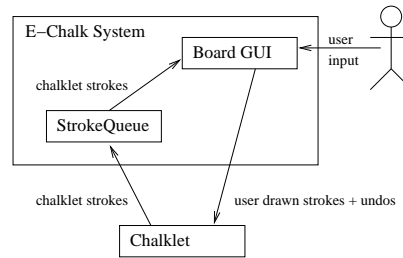 E–Chalk System
Board GUI
user
input
chalklet strokes
StrokeQueue
chalklet strokes
user drawn strokes + undos
Chalklet